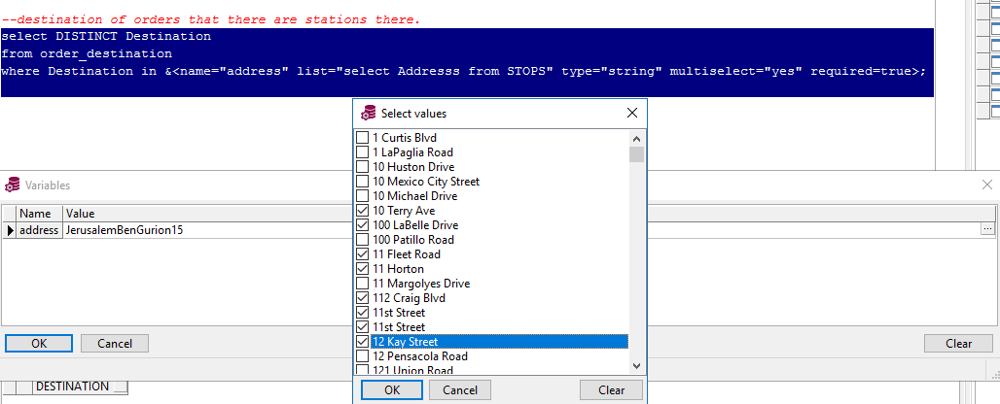 --destination of orders that there are stations there.
select DISTINCT Destination
from order_destination
where Destination in &<name="address" list="select Addresss from STOPS" type="string" multiselect="yes" required=true>;
Select values
1 Curtis Blvd
1 LaPaglia Road
10 Huston Drive
10 Mexico City Street
10 Michael Drive
10 Terry Ave
100 LaBelle Drive
100 Patillo Road
11 Fleet Road
11 Horton
11 Margolyes Drive
112 Craig Blvd
11st Street
11st Street
12 Kay Street
12 Pensacola Road
121 Union Road
OK Cancel Clear
Variables
Name Value
address JerusalemBenGurion15 ...
OK Cancel Clear
DESTINATION